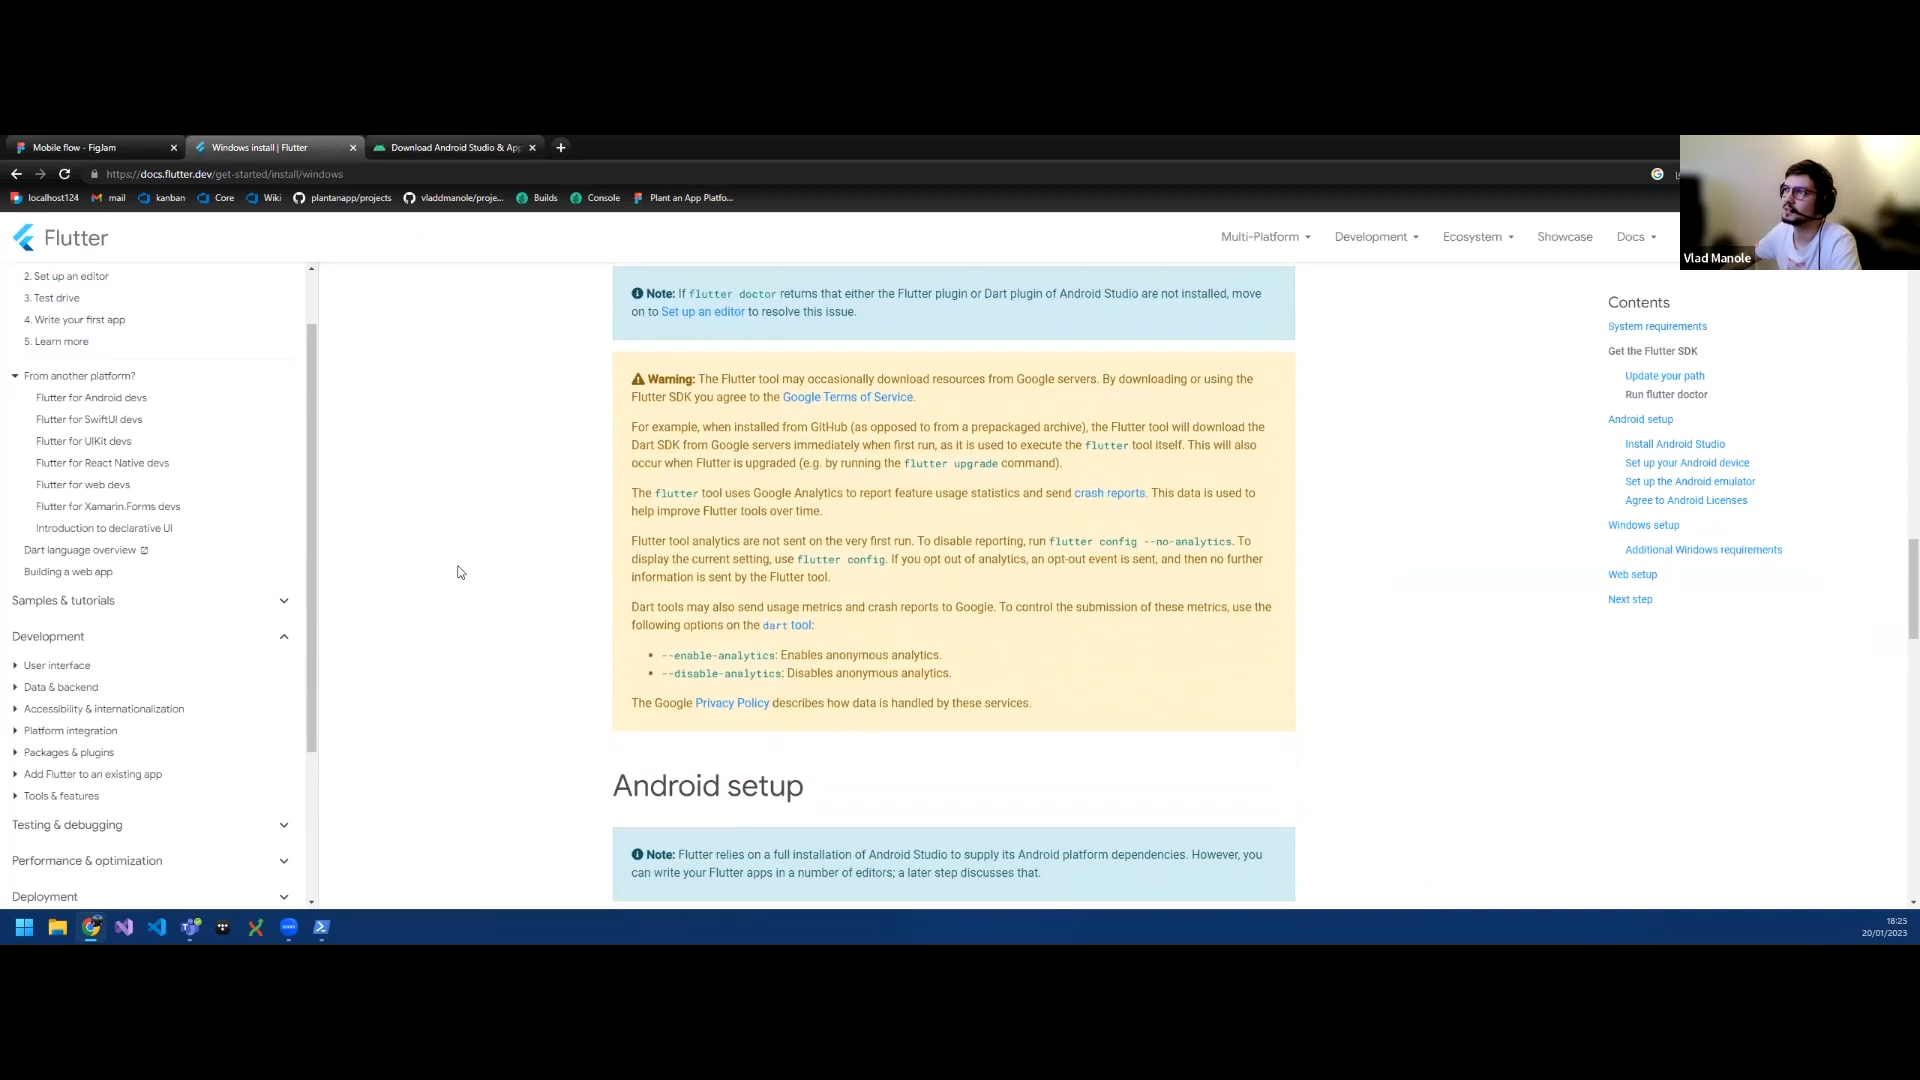 Mobile flow - FigJam
Windows install | Flutter
Download Android Studio & App
https://docs.flutter.dev/get-started/install/windows
localhost124
mail
kanban
Core
Wiki
plantanapp/projects
vladdmanole/proje...
Builds
Console
Plant an App Platfo...
Vlad Manole
Flutter
Multi-Platform
Development
Ecosystem
Showcase
Docs
2. Set up an editor
3. Test drive
4. Write your first app
5. Learn more
From another platform?
Flutter for Android devs
Flutter for SwiftUI devs
Flutter for UIKit devs
Flutter for React Native devs
Flutter for web devs
Flutter for Xamarin.Forms devs
Introduction to declarative UI
Dart language overview
Building a web app
Samples & tutorials
Development
User interface
Data & backend
Accessibility & internationalization
Platform integration
Packages & plugins
Add Flutter to an existing app
Tools & features
Testing & debugging
Performance & optimization
Deployment
Note: If flutter doctor returns that either the Flutter plugin or Dart plugin of Android Studio are not installed, move
on to Set up an editor to resolve this issue.
Warning: The Flutter tool may occasionally download resources from Google servers. By downloading or using the
Flutter SDK you agree to the Google Terms of Service.
For example, when installed from GitHub (as opposed to from a prepackaged archive), the Flutter tool will download the
Dart SDK from Google servers immediately when first run, as it is used to execute the flutter tool itself. This will also
occur when Flutter is upgraded (e.g. by running the flutter upgrade command).
The flutter tool uses Google Analytics to report feature usage statistics and send crash reports. This data is used to
help improve Flutter tools over time.
Flutter tool analytics are not sent on the very first run. To disable reporting, run flutter config --no-analytics. To
display the current setting, use flutter config. If you opt out of analytics, an opt-out event is sent, and then no further
information is sent by the Flutter tool.
Dart tools may also send usage metrics and crash reports to Google. To control the submission of these metrics, use the
following options on the dart tool:
• --enable-analytics: Enables anonymous analytics.
• --disable-analytics: Disables anonymous analytics.
The Google Privacy Policy describes how data is handled by these services.
Android setup
Note: Flutter relies on a full installation of Android Studio to supply its Android platform dependencies. However, you
can write your Flutter apps in a number of editors; a later step discusses that.
Contents
System requirements
Get the Flutter SDK
Update your path
Run flutter doctor
Android setup
Install Android Studio
Set up your Android device
Set up the Android emulator
Agree to Android Licenses
Windows setup
Additional Windows requirements
Web setup
Next step
18:25
20/01/2023